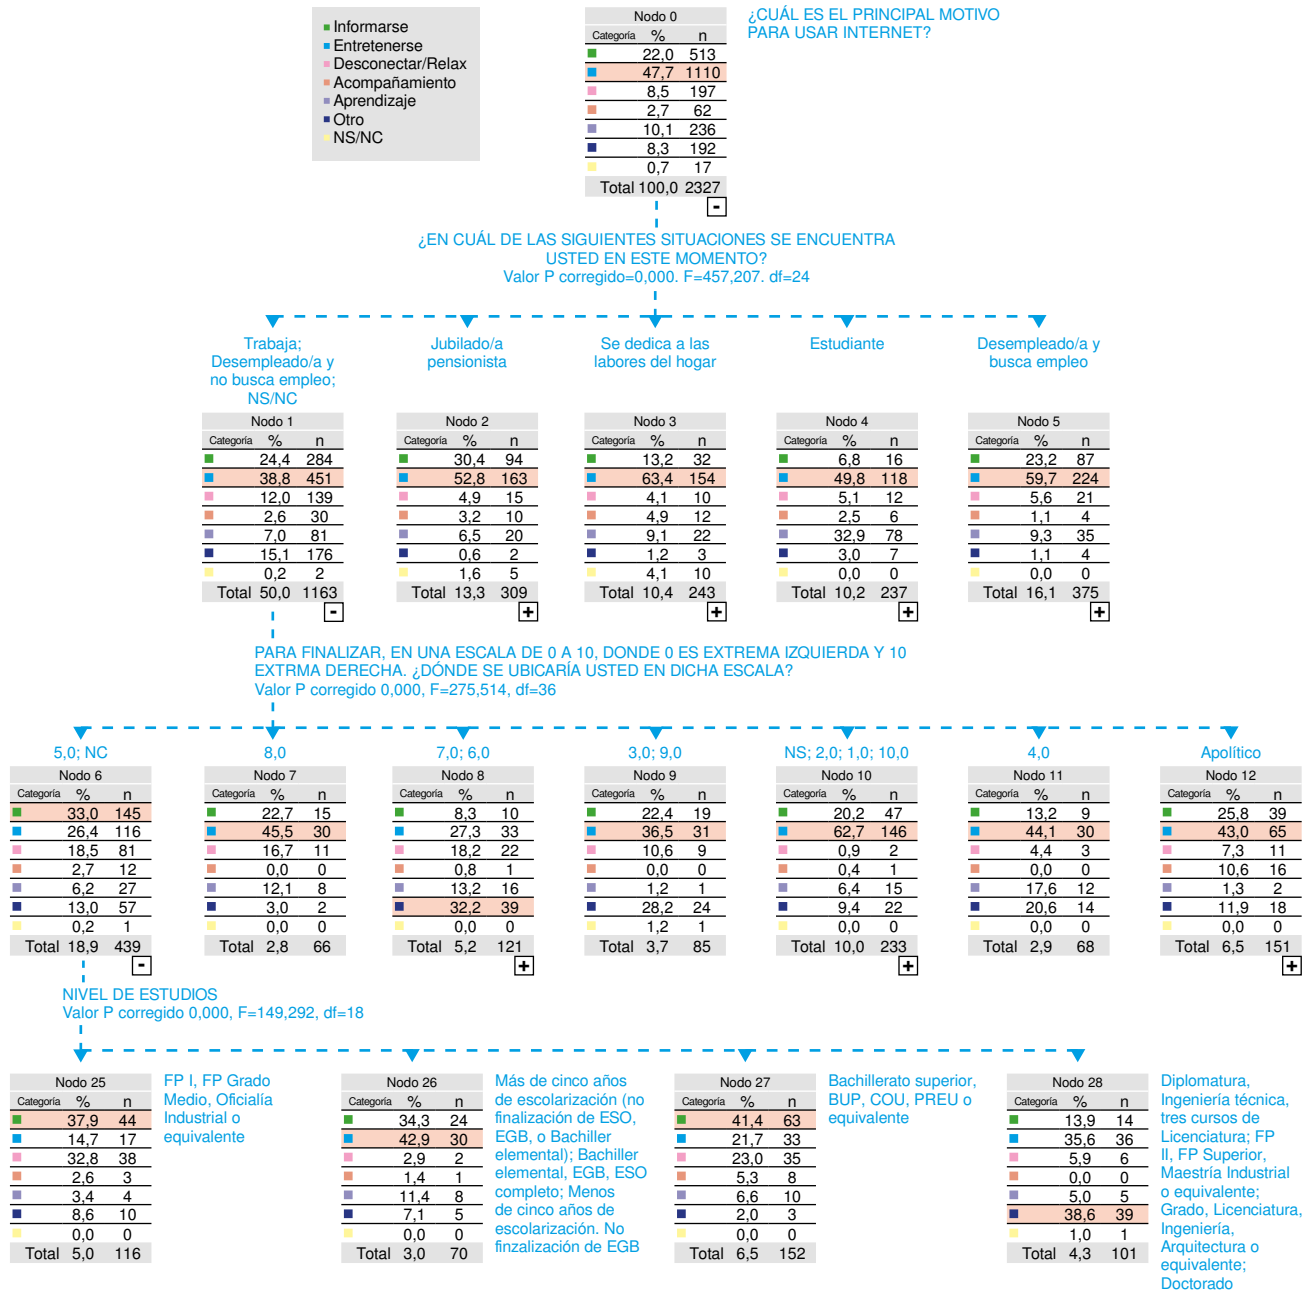 Informarse
Entretenerse
Desconectar/Relax
Acompañamiento
Aprendizaje
Otro
NS/NC
Nodo 0
Categoría % n
22,0 513
47,7 1110
8,5 197
2,7 62
10,1 236
8,3 192
0,7 17
Total 100,0 2327
-
¿CUÁL ES EL PRINCIPAL MOTIVO
PARA USAR INTERNET?
¿EN CUÁL DE LAS SIGUIENTES SITUACIONES SE ENCUENTRA
USTED EN ESTE MOMENTO?
Valor P corregido=0,000. F=457,207. df=24
Trabaja;
Desempleado/a y
no busca empleo;
NS/NC
Nodo 1
Categoría % n
24,4 284
38,8 451
12,0 139
2,6 30
7,0 81
15,1 176
0,2 2
Total 50,0 1163
-
Jubilado/a
pensionista
Nodo 2
Categoría % n
30,4 94
52,8 163
4,9 15
3,2 10
6,5 20
0,6 2
1,6 5
Total 13,3 309
+
Se dedica a las
labores del hogar
Nodo 3
Categoría % n
13,2 32
63,4 154
4,1 10
4,9 12
9,1 22
1,2 3
4,1 10
Total 10,4 243
+
Estudiante
Nodo 4
Categoría % n
6,8 16
49,8 118
5,1 12
2,5 6
32,9 78
3,0 7
0,0 0
Total 10,2 237
+
Desempleado/a y
busca empleo
Nodo 5
Categoría % n
23,2 87
59,7 224
5,6 21
1,1 4
9,3 35
1,1 4
0,0 0
Total 16,1 375
+
PARA FINALIZAR, EN UNA ESCALA DE 0 A 10, DONDE 0 ES EXTREMA IZQUIERDA Y 10
EXTRMA DERECHA. ¿DÓNDE SE UBICARÍA USTED EN DICHA ESCALA?
Valor P corregido 0,000, F=275,514, df=36
5,0; NC
Nodo 6
Categoría % n
33,0 145
26,4 116
18,5 81
2,7 12
6,2 27
13,0 57
0,2 1
Total 18,9 439
-
8,0
Nodo 7
Categoría % n
22,7 15
45,5 30
16,7 11
0,0 0
12,1 8
3,0 2
0,0 0
Total 2,8 66
7,0; 6,0
Nodo 8
Categoría % n
8,3 10
27,3 33
18,2 22
0,8 1
13,2 16
32,2 39
0,0 0
Total 5,2 121
+
3,0; 9,0
Nodo 9
Categoría % n
22,4 19
36,5 31
10,6 9
0,0 0
1,2 1
28,2 24
1,2 1
Total 3,7 85
NS; 2,0; 1,0; 10,0
Nodo 10
Categoría % n
20,2 47
62,7 146
0,9 2
0,4 1
6,4 15
9,4 22
0,0 0
Total 10,0 233
+
4,0
Nodo 11
Categoría % n
13,2 9
44,1 30
4,4 3
0,0 0
17,6 12
20,6 14
0,0 0
Total 2,9 68
Apolítico
Nodo 12
Categoría % n
25,8 39
43,0 65
7,3 11
10,6 16
1,3 2
11,9 18
0,0 0
Total 6,5 151
+
NIVEL DE ESTUDIOS
Valor P corregido 0,000, F=149,292, df=18
Nodo 25
Categoría % n
37,9 44
14,7 17
32,8 38
2,6 3
3,4 4
8,6 10
0,0 0
Total 5,0 116
FP I, FP Grado
Medio, Oficialía
Industrial o
equivalente
Nodo 26
Categoría % n
34,3 24
42,9 30
2,9 2
1,4 1
11,4 8
7,1 5
0,0 0
Total 3,0 70
Más de cinco años
de escolarización (no
finalización de ESO,
EGB, o Bachiller
elemental); Bachiller
elemental, EGB, ESO
completo; Menos
de cinco años de
escolarización. No
finzalización de EGB
Nodo 27
Categoría % n
41,4 63
21,7 33
23,0 35
5,3 8
6,6 10
2,0 3
0,0 0
Total 6,5 152
Bachillerato superior,
BUP, COU, PREU o
equivalente
Nodo 28
Categoría % n
13,9 14
35,6 36
5,9 6
0,0 0
5,0 5
38,6 39
1,0 1
Total 4,3 101
Diplomatura,
Ingeniería técnica,
tres cursos de
Licenciatura; FP
II, FP Superior,
Maestría Industrial
o equivalente;
Grado, Licenciatura,
Ingeniería,
Arquitectura o
equivalente;
Doctorado